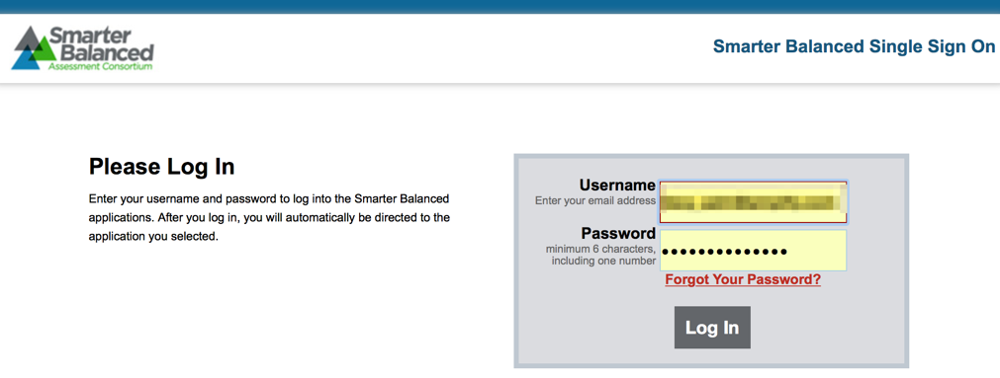 Smarter
Balanced
Assessment Consortium
Smarter Balanced Single Sign On
Please Log In
Enter your username and password to log into the Smarter Balanced
applications. After you log in, you will automatically be directed to the
application you selected.
Username
Enter your email address
Password
minimum 6 characters,
including one number
••••••••••••••
Forgot Your Password?
Log In